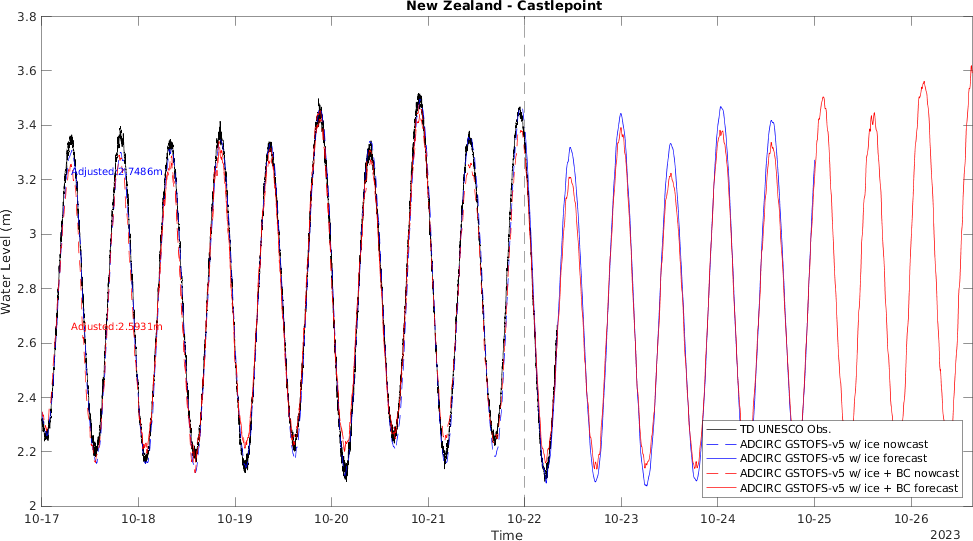 New Zealand - Castlepoint
Water Level (m)
3.8
3.6
3.4
3.2
3
2.8
2.6
2.4
2.2
2
Adjusted:2.7486m
Adjusted:2.5931m
TD UNESCO Obs.
ADCIRC GSTOFS-v5 w/ ice nowcast
ADCIRC GSTOFS-v5 w/ ice forecast
ADCIRC GSTOFS-v5 w/ ice + BC nowcast
ADCIRC GSTOFS-v5 w/ ice + BC forecast
10-17 10-18 10-19 10-20 10-21 10-22 10-23 10-24 10-25 10-26
Time
2023